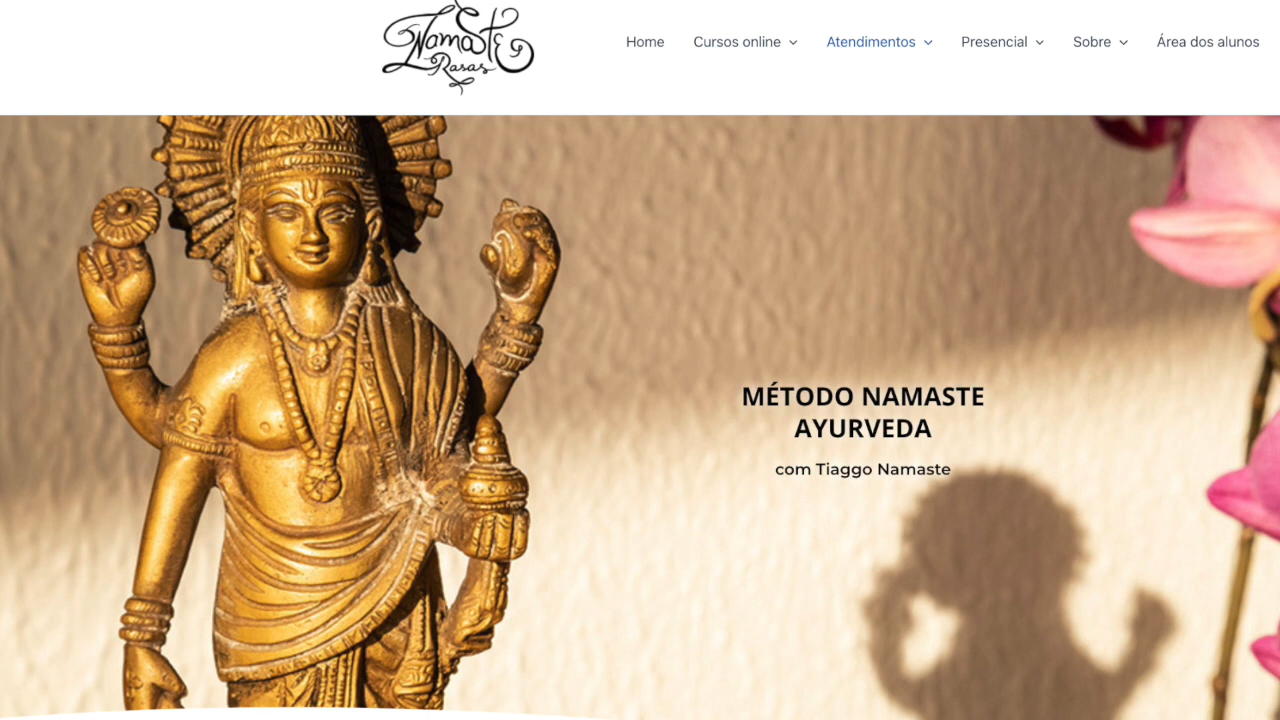 Namaste
Rasas
Home
Cursos online
Atendimentos
Presencial
Sobre
Área dos alunos
MÉTODO NAMASTE
AYURVEDA
com Tiaggo Namaste